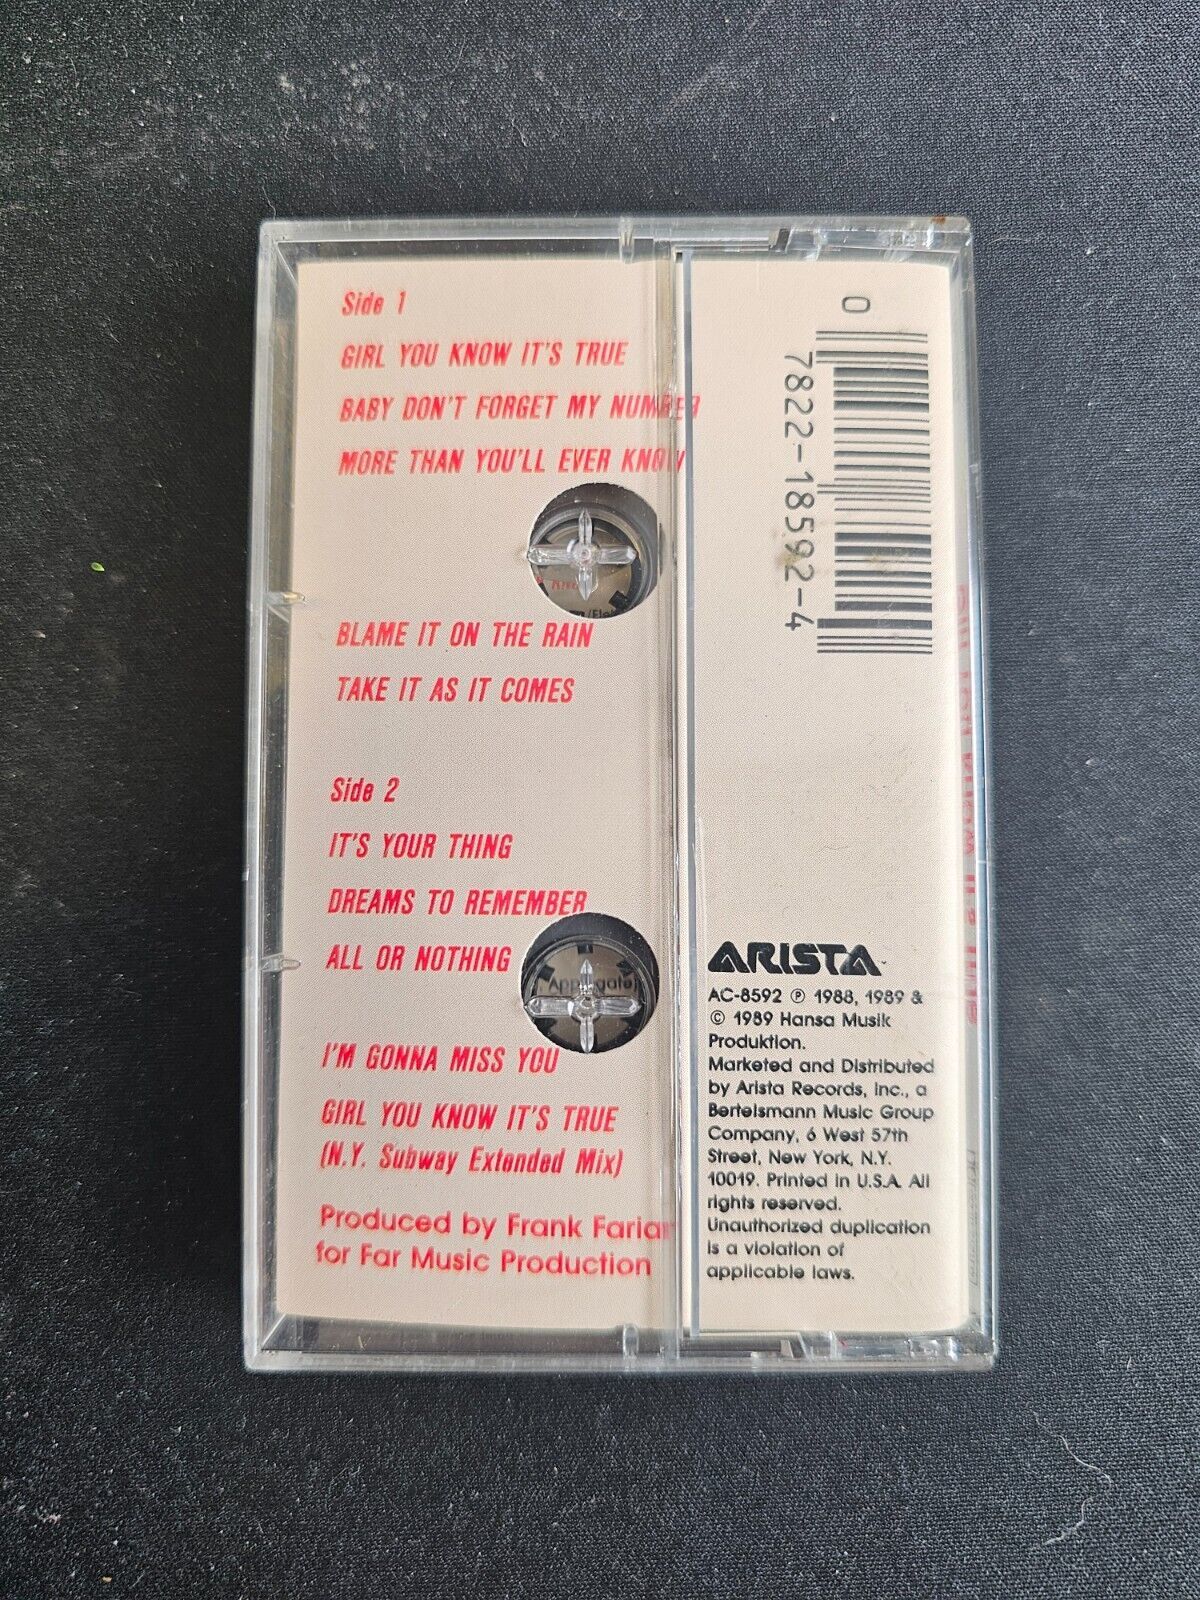 Side 1
GIRL YOU KNOW IT'S TRUE
BABY DON'T FORGET MY NUMBER
MORE THAN YOU'LL EVER KNOW
BLAME IT ON THE RAIN
TAKE IT AS IT COMES
Side 2
IT'S YOUR THING
DREAMS TO REMEMBER
ALL OR NOTHING
I'M GONNA MISS YOU
GIRL YOU KNOW IT'S TRUE
(N.Y. Subway Extended Mix)
Produced by Frank Farian
for Far Music Production
0
7822-18592-4
ARISTA
AC-8592 ℗ 1988, 1989 &
© 1989 Hansa Musik
Produktion.
Marketed and Distributed
by Arista Records, Inc., a
Bertelsmann Music Group
Company, 6 West 57th
Street, New York, N.Y.
10019. Printed in U.S.A. All
rights reserved.
Unauthorized duplication
is a violation of
applicable laws.